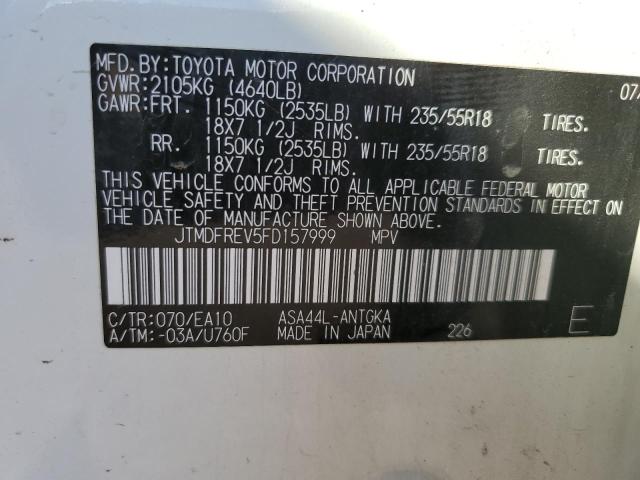 MFD. BY: TOYOTA MOTOR CORPORATION 07/
GVWR: 2105KG (4640LB)
GAWR: FRT. 1150KG (2535LB) WITH 235/55R18 TIRES.
18X7 1/2J RIMS.
RR. 1150KG (2535LB) WITH 235/55R18 TIRES.
18X7 1/2J RIMS.
THIS VEHICLE CONFORMS TO ALL APPLICABLE FEDERAL MOTOR
VEHICLE SAFETY AND THEFT PREVENTION STANDARDS IN EFFECT ON
THE DATE OF MANUFACTURE SHOWN ABOVE.
JTMDFREV5FD157999 MPV
C/TR: 070/EA10 ASA44L-ANTGKA
A/TM: -03A/U760F MADE IN JAPAN 226 E